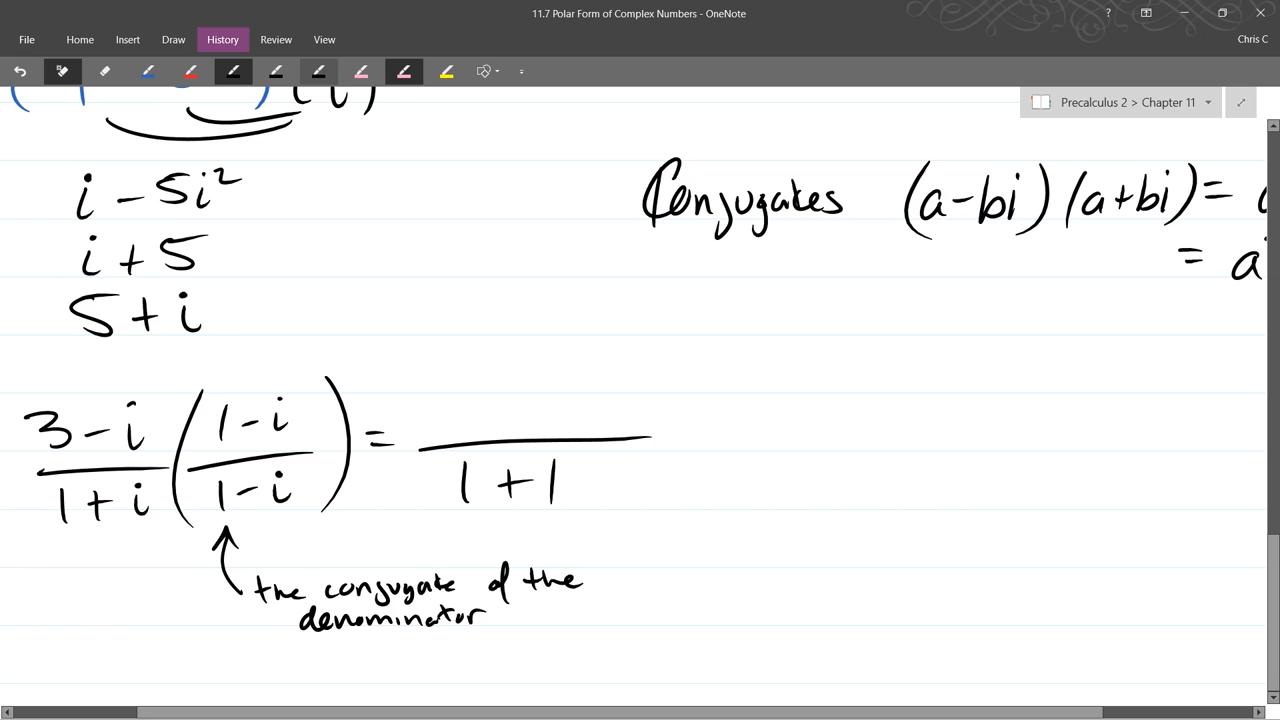 11.7 Polar Form of Complex Numbers - OneNote
File Home Insert Draw History Review View Chris C
Precalculus 2 > Chapter 11
i - 5i²
i + 5
5 + i
Conjugates (a-bi)(a+bi) =
= a
3 - i ( 1 - i ) =
1 + i ( 1 - i ) 1 + 1
the conjugate of the
denominator